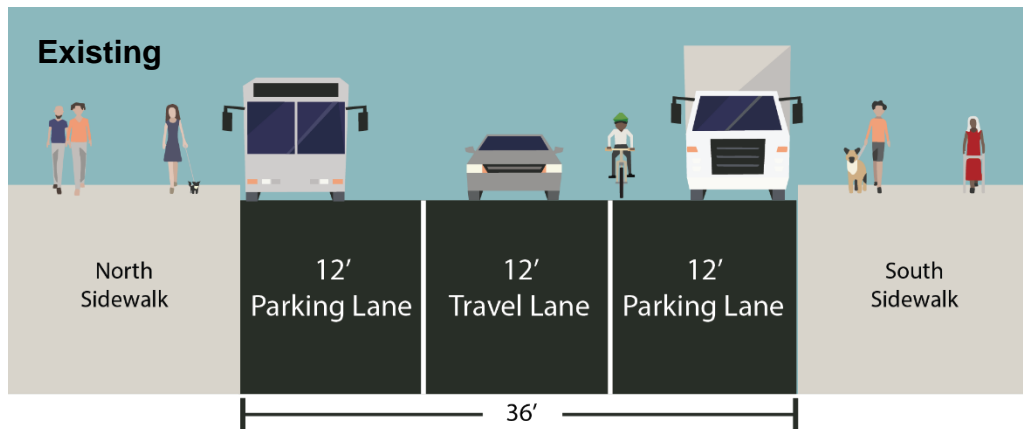 Existing
North
Sidewalk
12’
Parking Lane
12’
Travel Lane
12’
Parking Lane
South
Sidewalk
36’